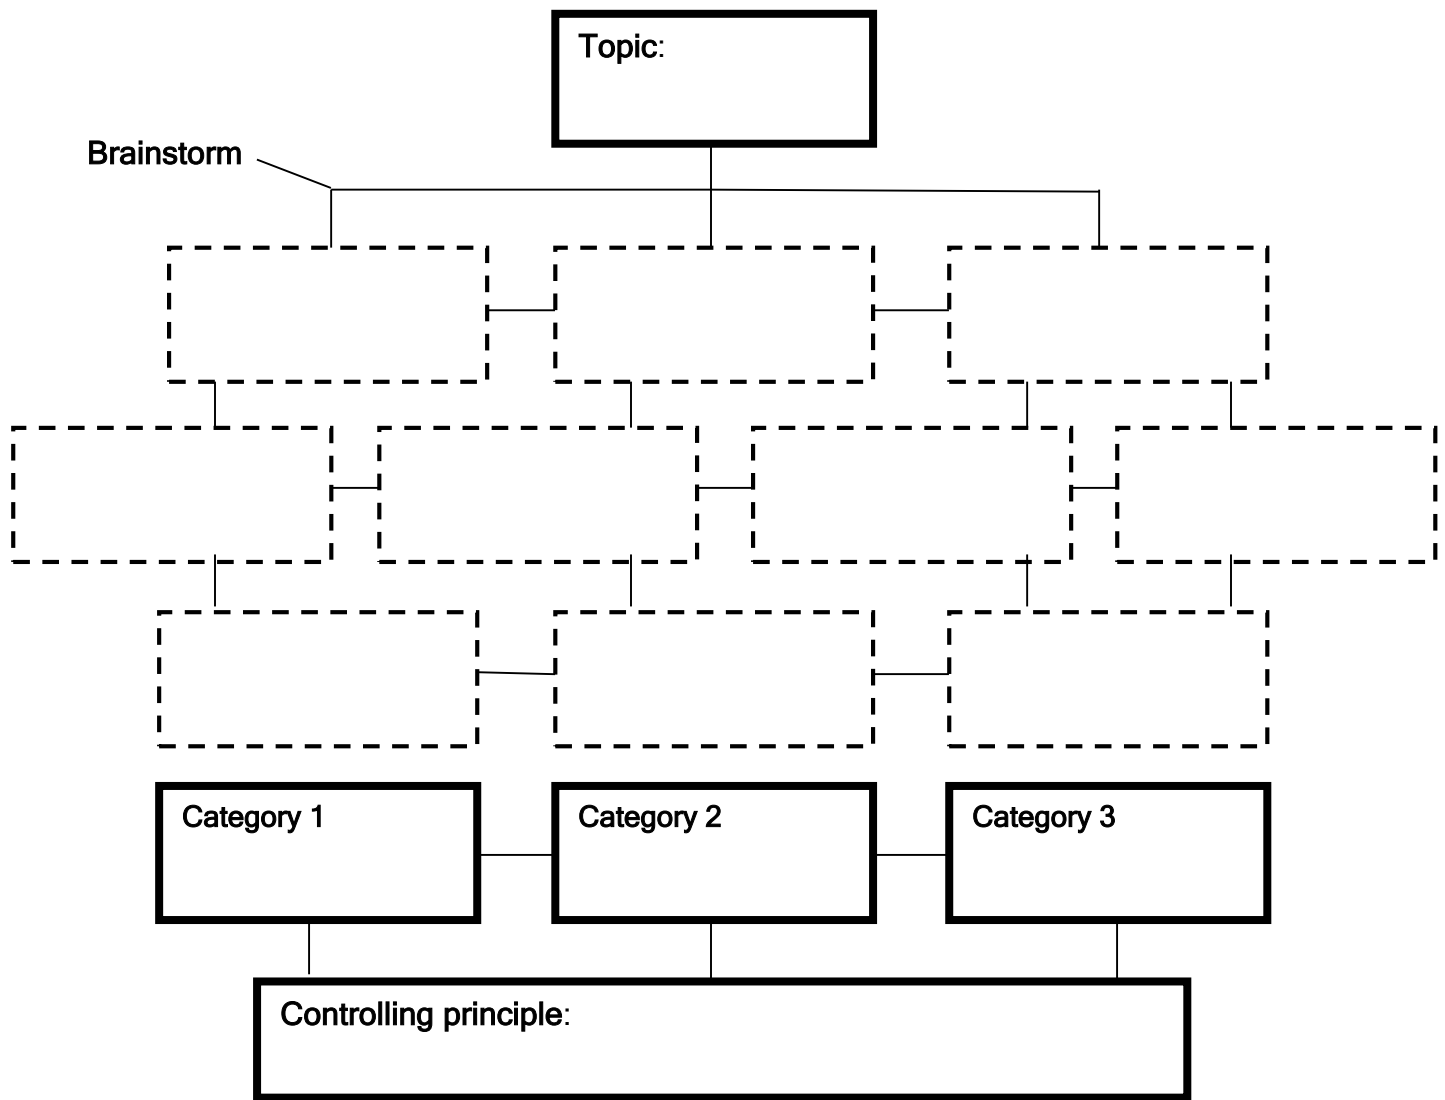 Topic:
Brainstorm
Category 1
Category 2
Category 3
Controlling principle: